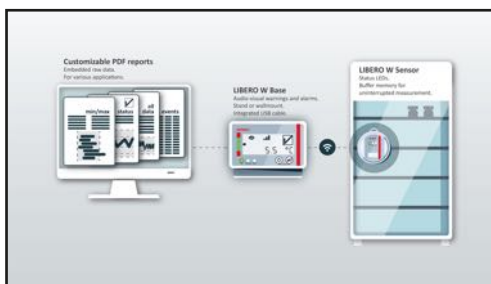 Customizable PDF reports
Embedded raw data.
For various applications.
min/max
status
all
data
events
LIBERO W Base
Audio-visual warnings and alarms.
Stand or wallmount.
Integrated USB cable.
5.5 °C
LIBERO W Sensor
Status LEDs.
Buffer memory for
uninterrupted measurement.